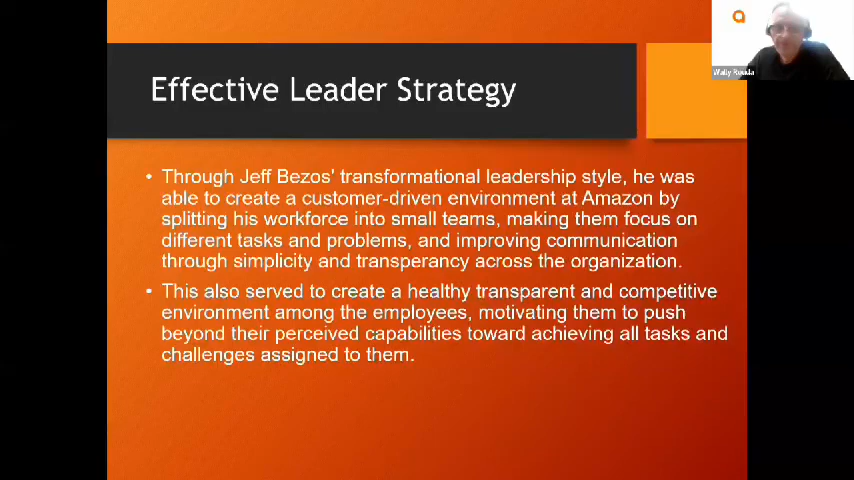 Effective Leader Strategy
• Through Jeff Bezos' transformational leadership style, he was
able to create a customer-driven environment at Amazon by
splitting his workforce into small teams, making them focus on
different tasks and problems, and improving communication
through simplicity and transperancy across the organization.
• This also served to create a healthy transparent and competitive
environment among the employees, motivating them to push
beyond their perceived capabilities toward achieving all tasks and
challenges assigned to them.
Wally